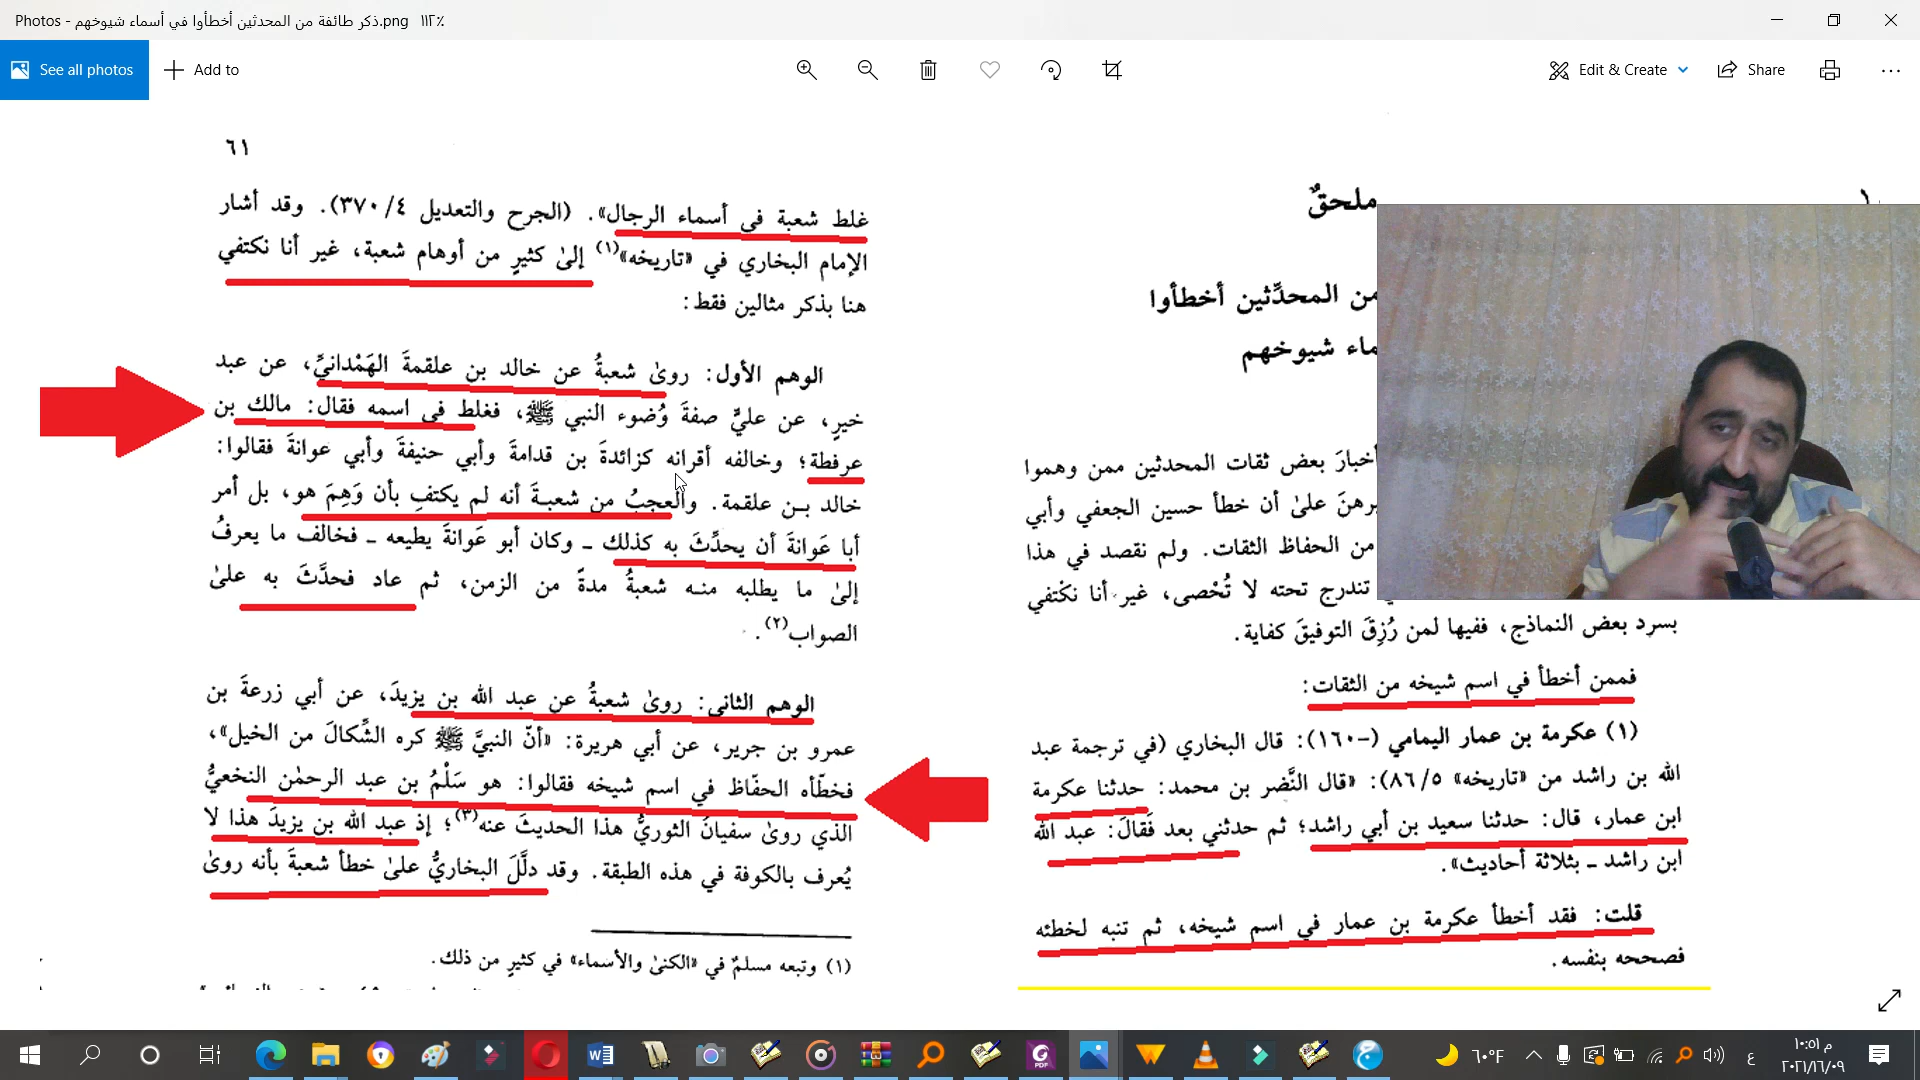 Photos - ذكر طائفة من المحدثين أخطأوا في أسماء شيوخهم.png ١١٢٪
See all photos
Add to
Edit & Create
Share
ملحقٌ
من المحدِّثين أخطأوا
ماء شيوخهم
أخبارَ بعض ثقات المحدثين ممن وهموا
برهنَ علىٰ أن خطأ حسين الجعفي وأبي
من الحفاظ الثقات. ولم نقصد في هذا
تندرج تحته لا تُحْصى، غير أنا نكْتفي
بسرد بعض النماذج، ففيها لمن رُزِقَ التوفيقَ كفاية.
فممن أخطأ في اسم شيخه من الثقات:
(١) عكرمة بن عمار اليمامي (-١٦٠): قال البخاري (في ترجمة عبد
الله بن راشد من «تاريخه» ٨٦/٥): «قال النَّضر بن محمد: حدثنا عكرمة
ابن عمار، قال: حدثنا سعيد بن أبي راشد؛ ثم حدثني بعد فَقالَ: عبد الله
ابن راشد ـ بثلاثة أحاديث».
قلت: فقد أخطأ عكرمة بن عمار في اسم شيخه، ثم تنبه لخطئه
فصححه بنفسه.
٦١
غلط شعبة في أسماء الرجال». (الجرح والتعديل ٣٧٠/٤). وقد أشار
الإمام البخاري في «تاريخه»(١) إلىٰ كثيرٍ من أوهام شعبة، غير أنا نكتفي
هنا بذكر مثالين فقط:
الوهم الأول: روىٰ شعبةُ عن خالد بن علقمةَ الهَمْدانيِّ، عن عبد
خيرٍ، عن عليٍّ صفةَ وُضوء النبي ﷺ، فغلط في اسمه فقال: مالك بن
عرفطة؛ وخالفه أقرانه كزائدةَ بن قدامةَ وأبي حنيفةَ وأبي عوانةَ فقالوا:
خالد بـن علقمة. والعجبُ من شعبـةَ أنه لم يكتفِ بأن وَهِمَ هو، بل أمر
أبا عَوانةَ أن يحدِّثَ به كذلك ـ وكان أبو عَوانةَ يطيعه ـ فخالف ما يعرفُ
إلىٰ ما يطلبه منـه شعبةُ مدةً من الزمن، ثم عاد فحدَّثَ به علىٰ
الصواب(٢).
الوهم الثاني: روىٰ شعبةُ عن عبد الله بن يزيدَ، عن أبي زرعةَ بن
عمرو بن جرير، عن أبي هريرة: «أنّ النبيَّ ﷺ كره الشِّكالَ من الخيل»،
فخطّأه الحفّاظ في اسم شيخه فقالوا: هو سَلْمُ بن عبد الرحمٰن النخعيُّ
الذي روىٰ سفيانُ الثوريُّ هذا الحديثَ عنه(٣)؛ إذ عبد الله بن يزيدَ هذا لا
يُعرف بالكوفة في هذه الطبقة. وقد دلَّلَ البخاريُّ علىٰ خطأ شعبةَ بأنه روىٰ
(١) وتبعه مسلمٌ في «الكنىٰ والأسماء» في كثيرٍ من ذلك.
٦٠°F
ع
١٠:٥١ م
٢٠٢١/١٦/٠٩